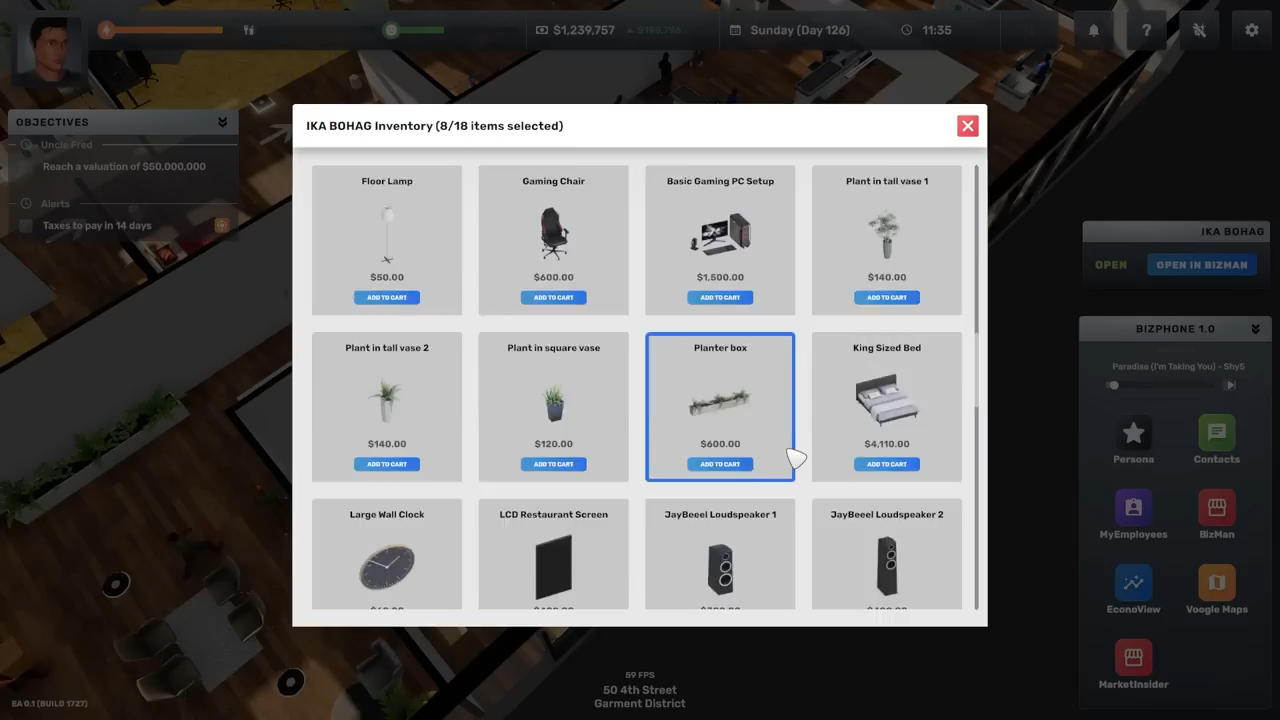 $1,239,757
Sunday (Day 126)
11:35
?
OBJECTIVES
Uncle Fred
Reach a valuation of $50,000,000
Alerts
Taxes to pay in 14 days
IKA BOHAG Inventory (8/18 items selected)
Floor Lamp
$50.00
ADD TO CART
Gaming Chair
$600.00
ADD TO CART
Basic Gaming PC Setup
$1,500.00
ADD TO CART
Plant in tall vase 1
$140.00
ADD TO CART
Plant in tall vase 2
$140.00
ADD TO CART
Plant in square vase
$120.00
ADD TO CART
Planter box
$600.00
ADD TO CART
King Sized Bed
$4,110.00
ADD TO CART
Large Wall Clock
LCD Restaurant Screen
JayBeeel Loudspeaker 1
JayBeeel Loudspeaker 2
IKA BOHAG
OPEN
OPEN IN BIZMAN
BIZPHONE 1.0
Paradise (I'm Taking You) - Shy5
Persona
Contacts
MyEmployees
BizMan
EconoView
Voogle Maps
MarketInsider
59 FPS
50 4th Street
Garment District
EA 0.1 (BUILD 1727)